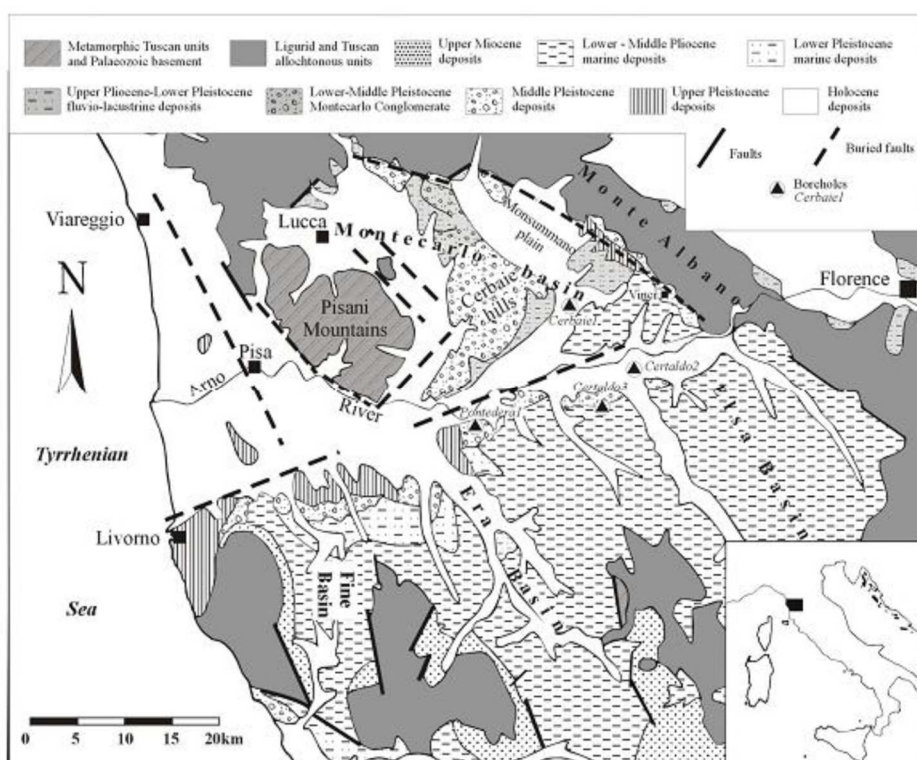 Metamorphic Tuscan units
and Palaeozoic basement
Ligurid and Tuscan
allochtonous units
Upper Miocene
deposits
Lower - Middle Pliocene
marine deposits
Lower Pleistocene
marine deposits
Upper Pliocene-Lower Pleistocene
fluvio-lacustrine deposits
Lower-Middle Pleistocene
Montecarlo Conglomerate
Middle Pleistocene
deposits
Upper Pleistocene
deposits
Holocene
deposits
Faults
Buried faults
Boreholes
Cerbaie1
Viareggio
Lucca
Montecarlo basin
Monsummano
plain
Monte Albano
Florence
N
Pisani
Mountains
Cerbaie
hills
Cerbaie1
Vinci
Pisa
Arno
River
Certaldo2
Certaldo3
Pontedera1
Elsa Basin
Tyrrhenian
Sea
Livorno
Fine
Basin
Era Basin
0 5 10 15 20km